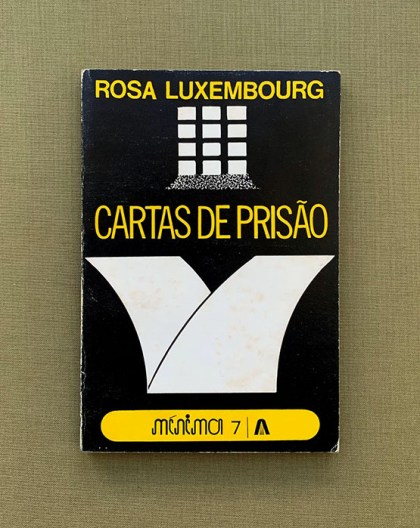 ROSA LUXEMBOURG
CARTAS DE PRISÃO
mínima 7